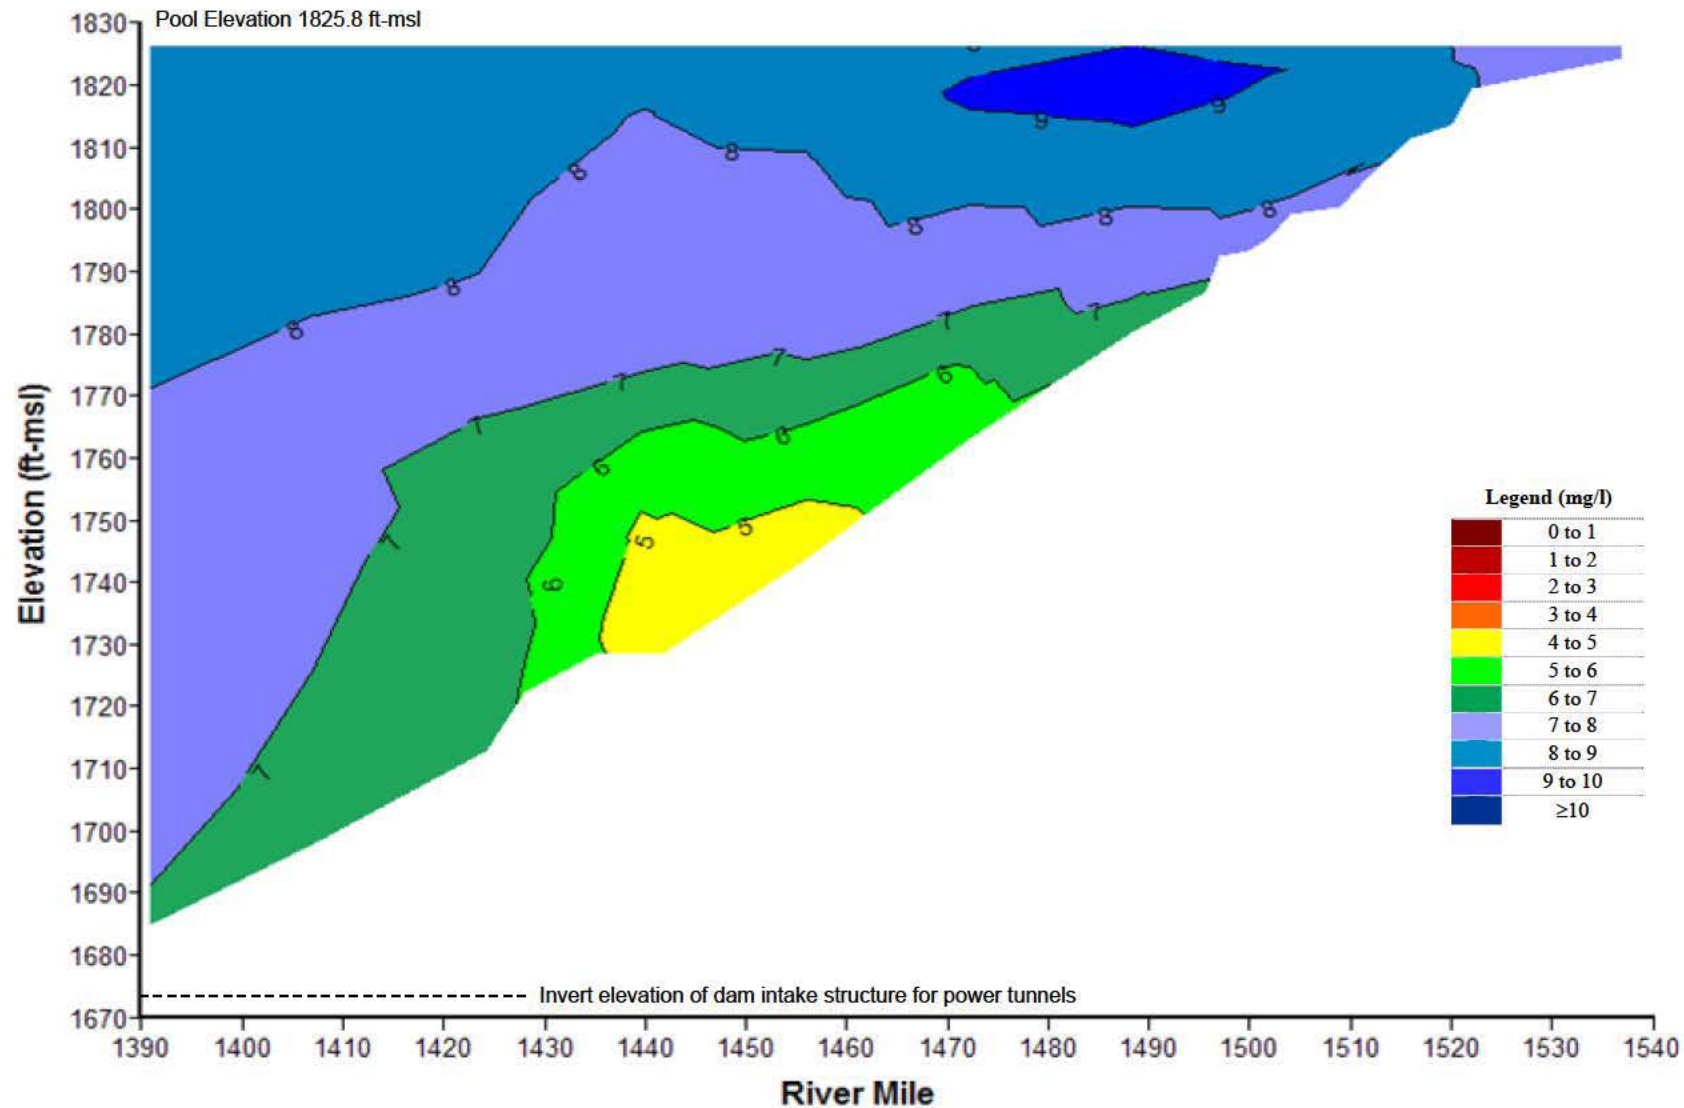 Pool Elevation 1825.8 ft-msl
1830
1820
1810
1800
1790
1780
1770
1760
1750
1740
1730
1720
1710
1700
1690
1680
1670
Elevation (ft-msl)
9
9
8
8
8
8
8
8
8
7
7
7
7
7
7
7
6
6
6
6
5
5
Legend (mg/l)
0 to 1
1 to 2
2 to 3
3 to 4
4 to 5
5 to 6
6 to 7
7 to 8
8 to 9
9 to 10
≥10
Invert elevation of dam intake structure for power tunnels
1390 1400 1410 1420 1430 1440 1450 1460 1470 1480 1490 1500 1510 1520 1530 1540
River Mile